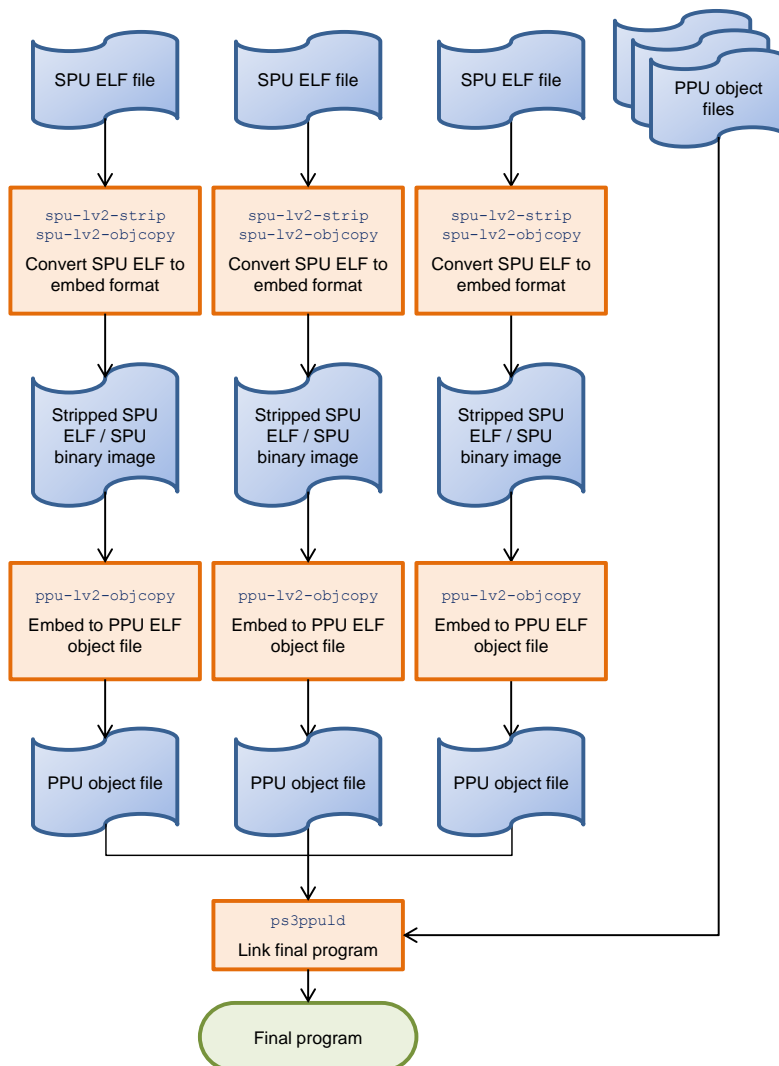 SPU ELF file
SPU ELF file
SPU ELF file
PPU object
files
spu-lv2-strip
spu-lv2-objcopy
Convert SPU ELF to
embed format
spu-lv2-strip
spu-lv2-objcopy
Convert SPU ELF to
embed format
spu-lv2-strip
spu-lv2-objcopy
Convert SPU ELF to
embed format
Stripped SPU
ELF / SPU
binary image
Stripped SPU
ELF / SPU
binary image
Stripped SPU
ELF / SPU
binary image
ppu-lv2-objcopy
Embed to PPU ELF
object file
ppu-lv2-objcopy
Embed to PPU ELF
object file
ppu-lv2-objcopy
Embed to PPU ELF
object file
PPU object file
PPU object file
PPU object file
ps3ppuld
Link final program
Final program